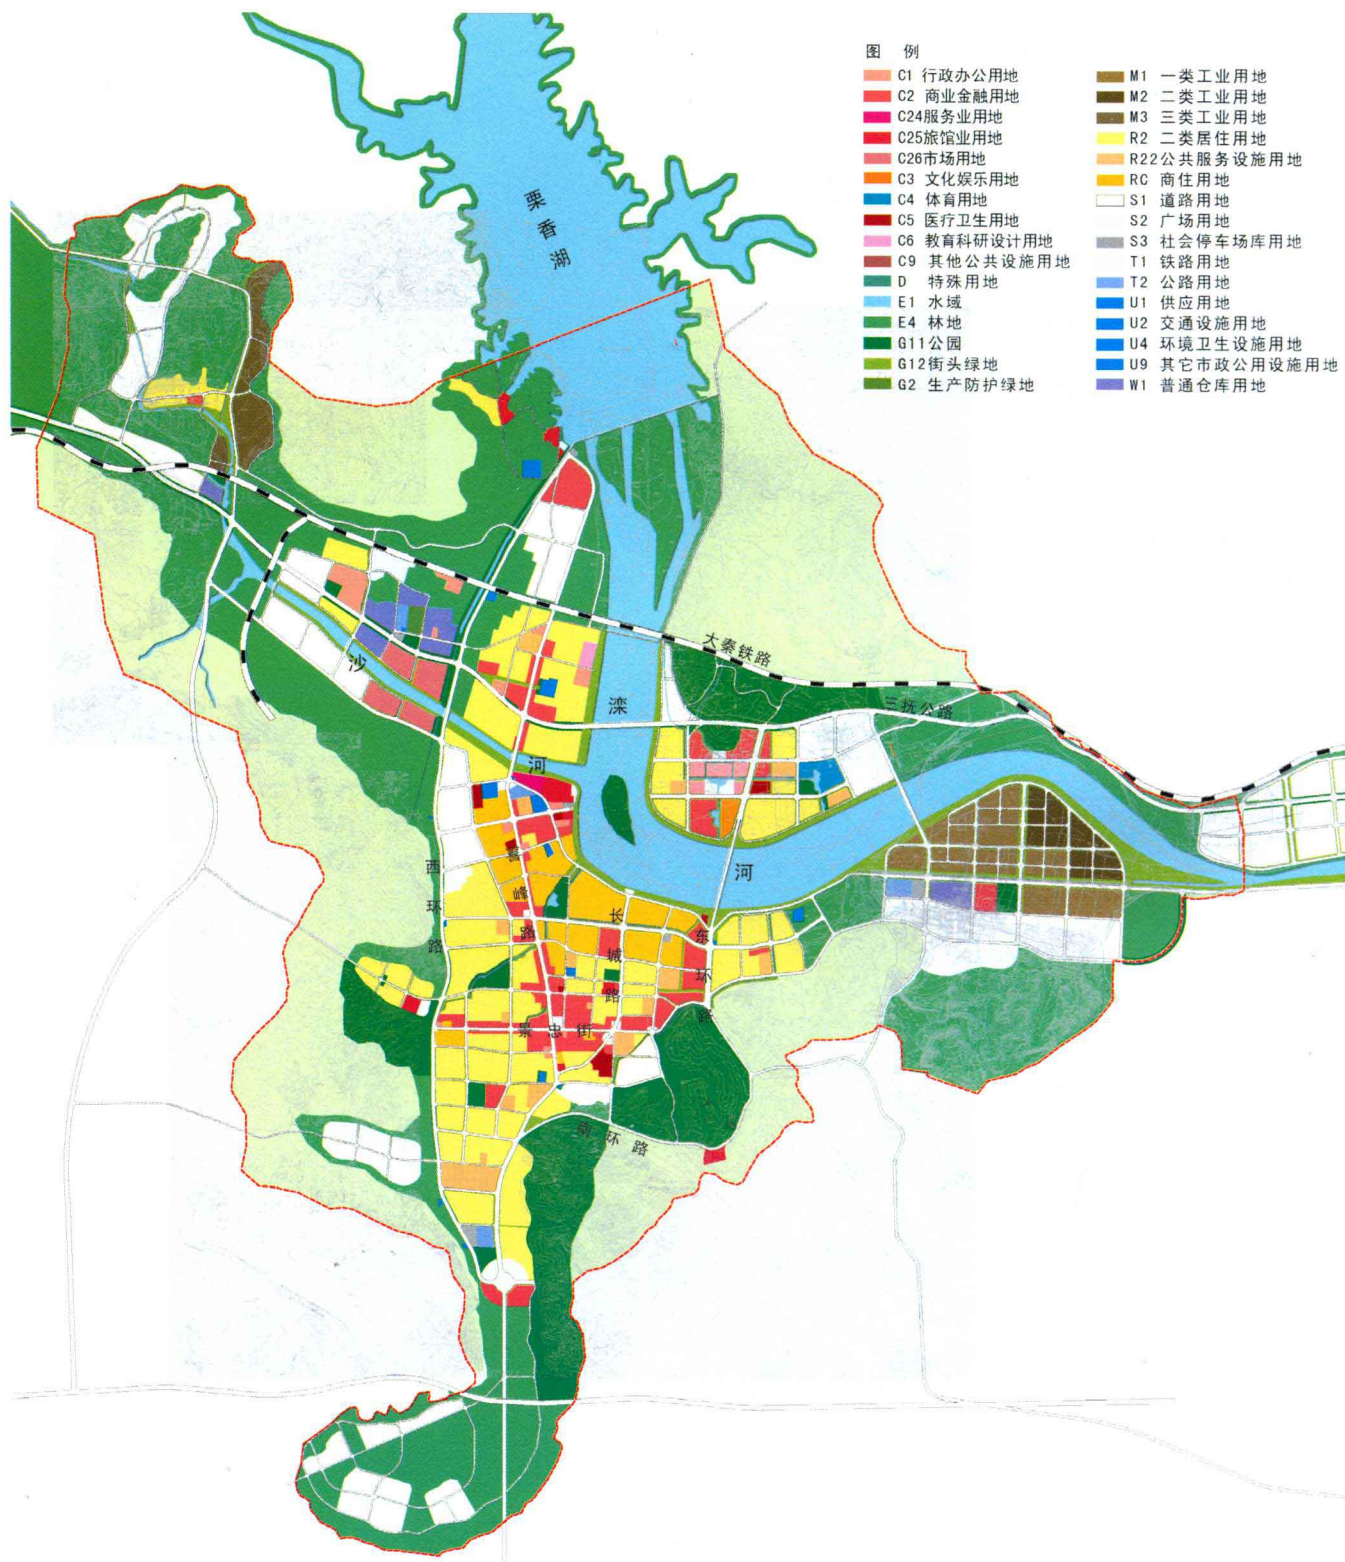 图 例
C1 行政办公用地
C2 商业金融用地
C24服务业用地
C25旅馆业用地
C26市场用地
C3 文化娱乐用地
C4 体育用地
C5 医疗卫生用地
C6 教育科研设计用地
C9 其他公共设施用地
D 特殊用地
E1 水域
E4 林地
G11公园
G12街头绿地
G2 生产防护绿地
M1 一类工业用地
M2 二类工业用地
M3 三类工业用地
R2 二类居住用地
R22公共服务设施用地
RC 商住用地
S1 道路用地
S2 广场用地
S3 社会停车场库用地
T1 铁路用地
T2 公路用地
U1 供应用地
U2 交通设施用地
U4 环境卫生设施用地
U9 其它市政公用设施用地
W1 普通仓库用地
栗香湖
大秦铁路
三抚公路
沙河
滦河
西环路
喜峰路
长城路
东环路
景忠街
南环路